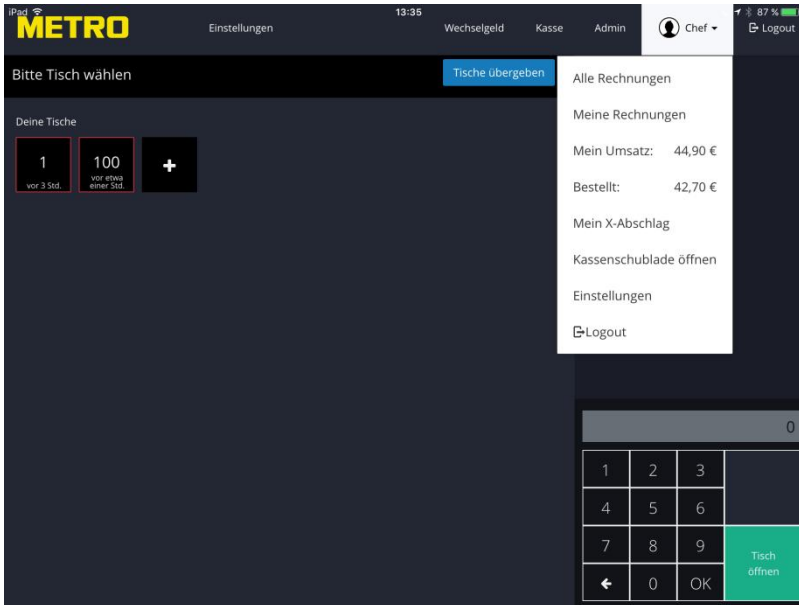 iPad 13:35 87 %
METRO Einstellungen Wechselgeld Kasse Admin Chef Logout
Bitte Tisch wählen Tische übergeben
Deine Tische
1
vor 3 Std.
100
vor etwa
einer Std.
+
Alle Rechnungen
Meine Rechnungen
Mein Umsatz: 44,90 €
Bestellt: 42,70 €
Mein X-Abschlag
Kassenschublade öffnen
Einstellungen
Logout
0
1 2 3
4 5 6
7 8 9
0 OK
Tisch
öffnen